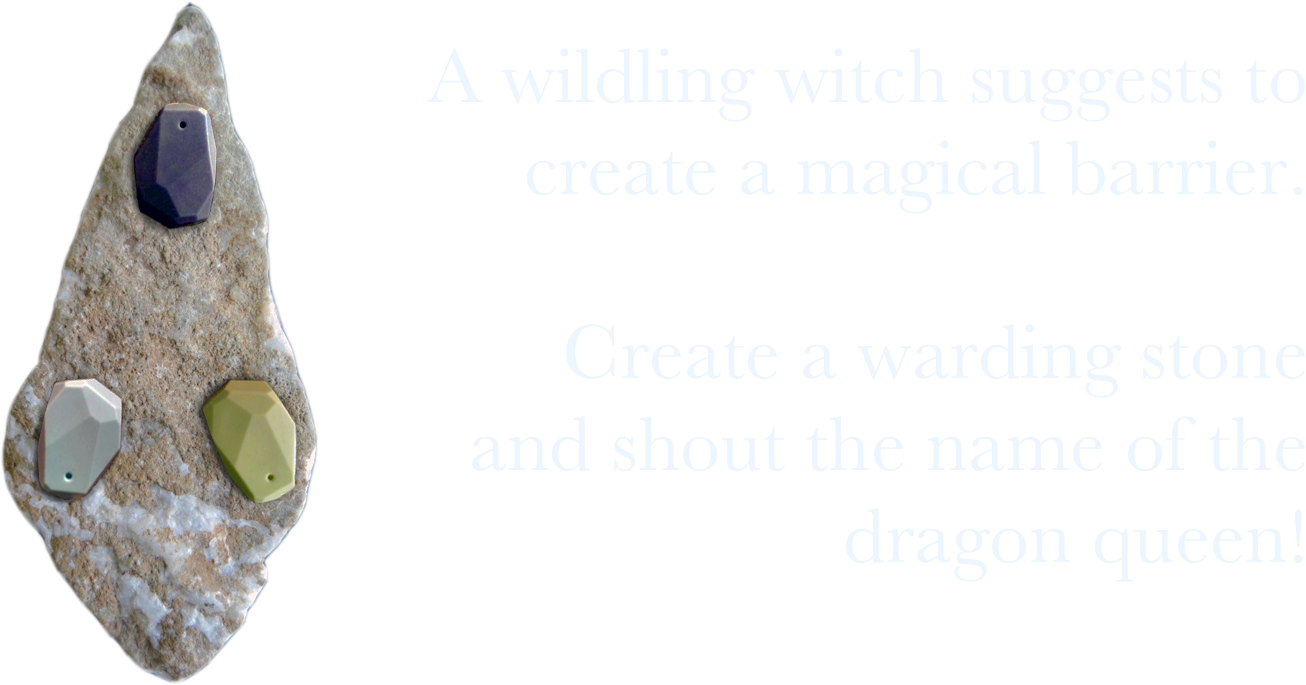 A wildling witch suggests to
create a magical barrier.
Create a warding stone
and shout the name of the
dragon queen!